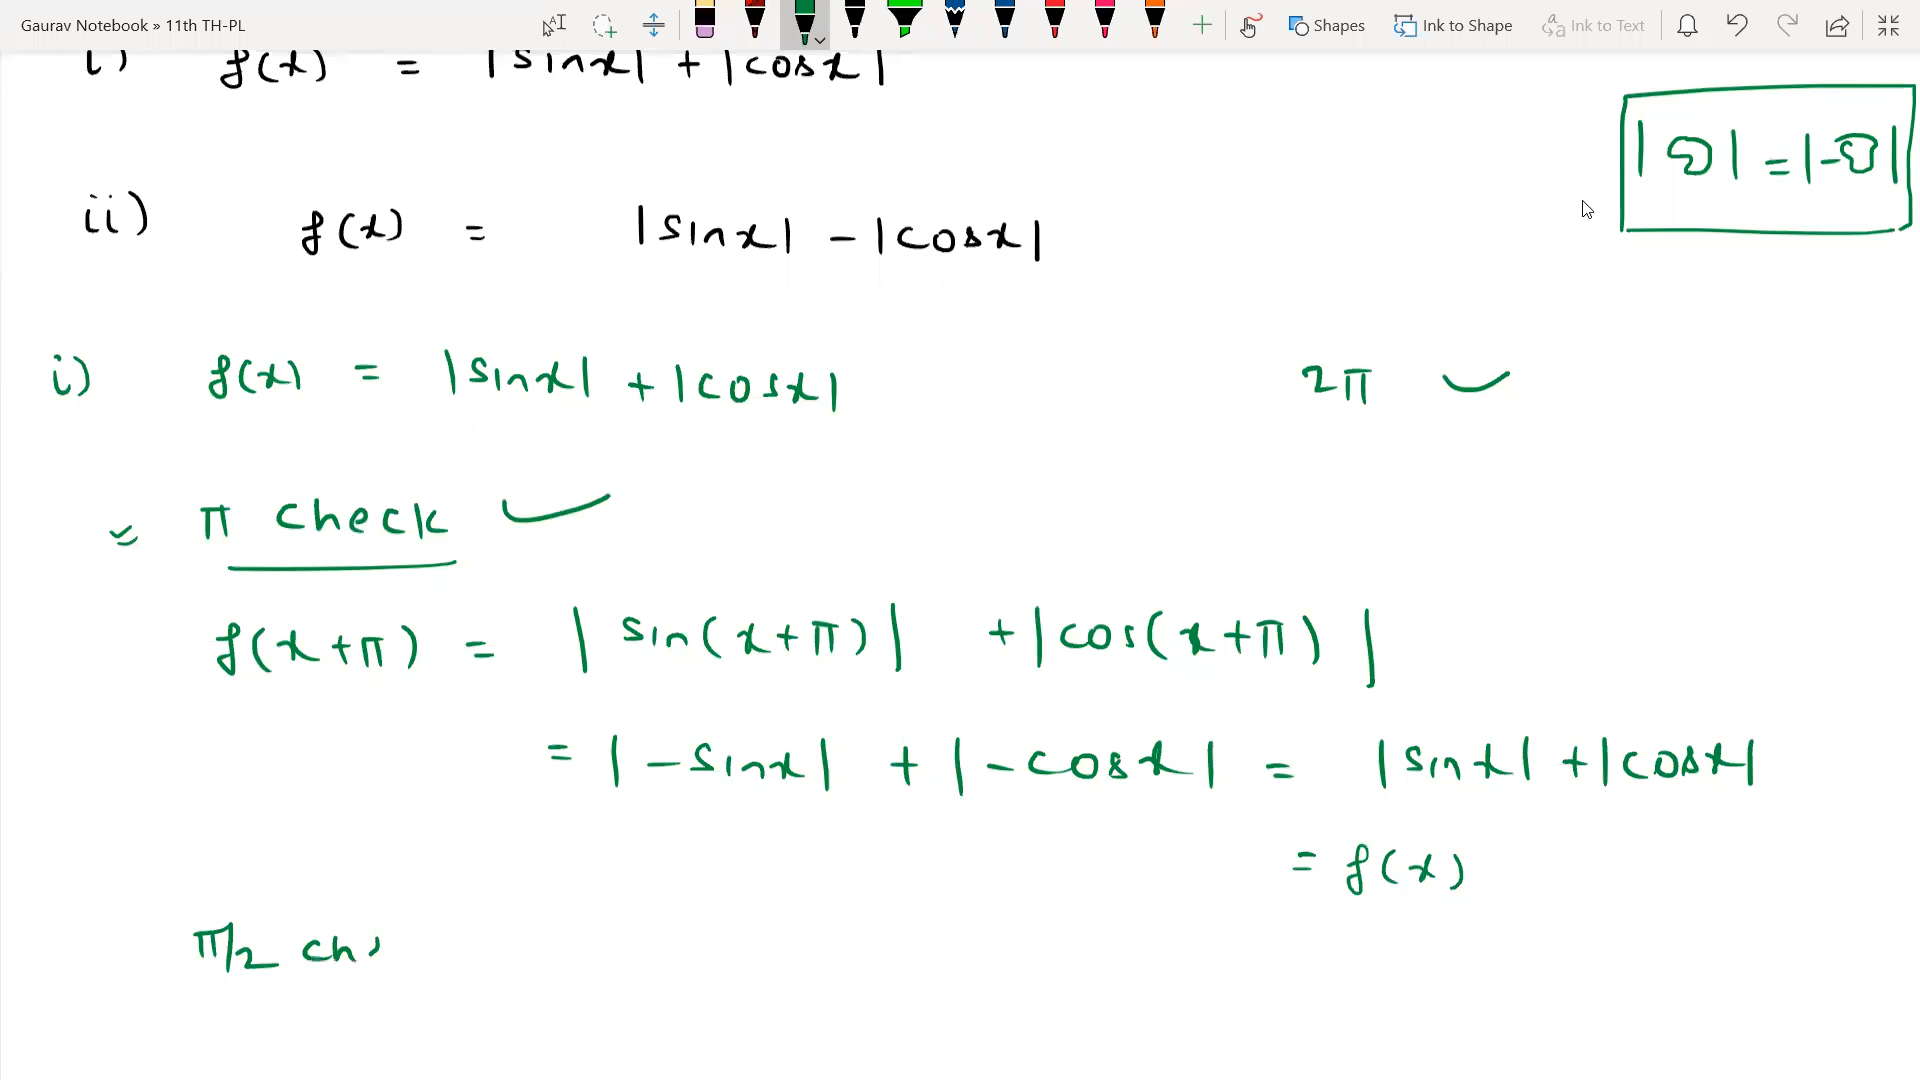 Gaurav Notebook » 11th TH-PL Shapes Ink to Shape Ink to Text
i) f(x) = |sinx| + |cosx|
|▽| = |-▽|
ii) f(x) = |sinx| - |cosx|
i) f(x) = |sinx| + |cosx| 2π ✓
= π check ✓
f(x+π) = |sin(x+π)| + |cos(x+π)|
= |-sinx| + |-cosx| = |sinx| + |cosx|
= f(x)
π/2 ch